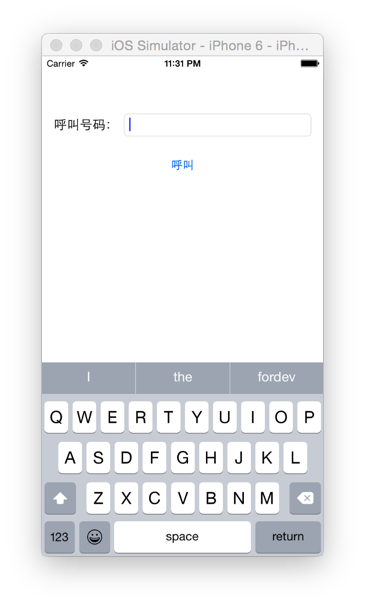 iOS Simulator - iPhone 6 - iPh...
Carrier 11:31 PM
呼叫号码：
呼叫
I the fordev
Q W E R T Y U I O P
A S D F G H J K L
Z X C V B N M
123 space return